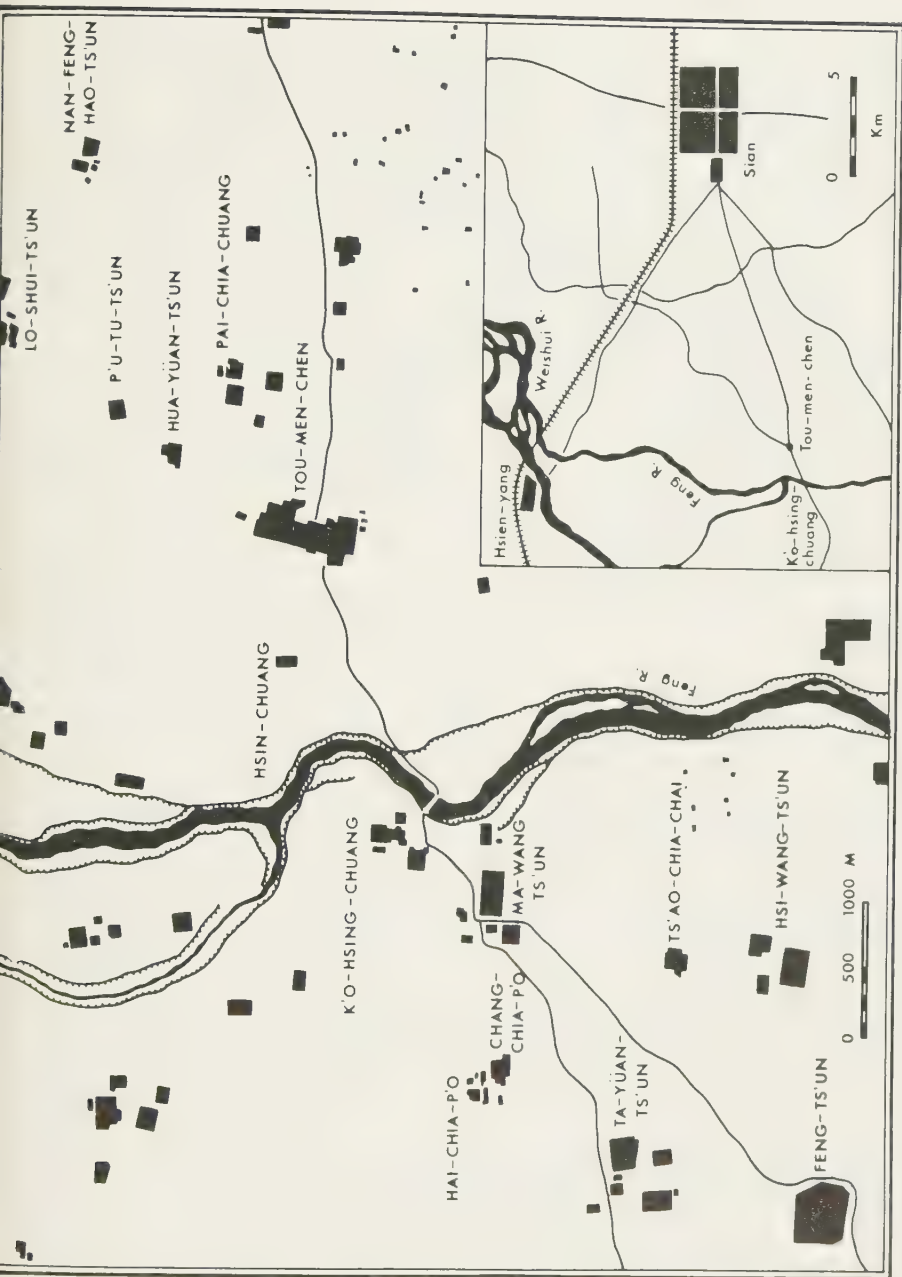 NAN-FENG-
HAO-TS'UN
LO-SHUI-TS'UN
P'U-TU-TS'UN
HUA-YÜAN-TS'UN
PAI-CHIA-CHUANG
TOU-MEN-CHEN
HSIN-CHUANG
K'O-HSING-CHUANG
MA-WANG
TS'UN
CHANG-
CHIA-P'O
HAI-CHIA-P'O
TA-YÜAN-
TS'UN
FENG-TS'UN
TS'AO-CHIA-CHAI
HSI-WANG-TS'UN
Feng R.
0 500 1000 M
Hsien-yang
Weishui R.
Feng R.
K'o-hsing-
chuang
Tou-men-chen
Sian
0 5
Km